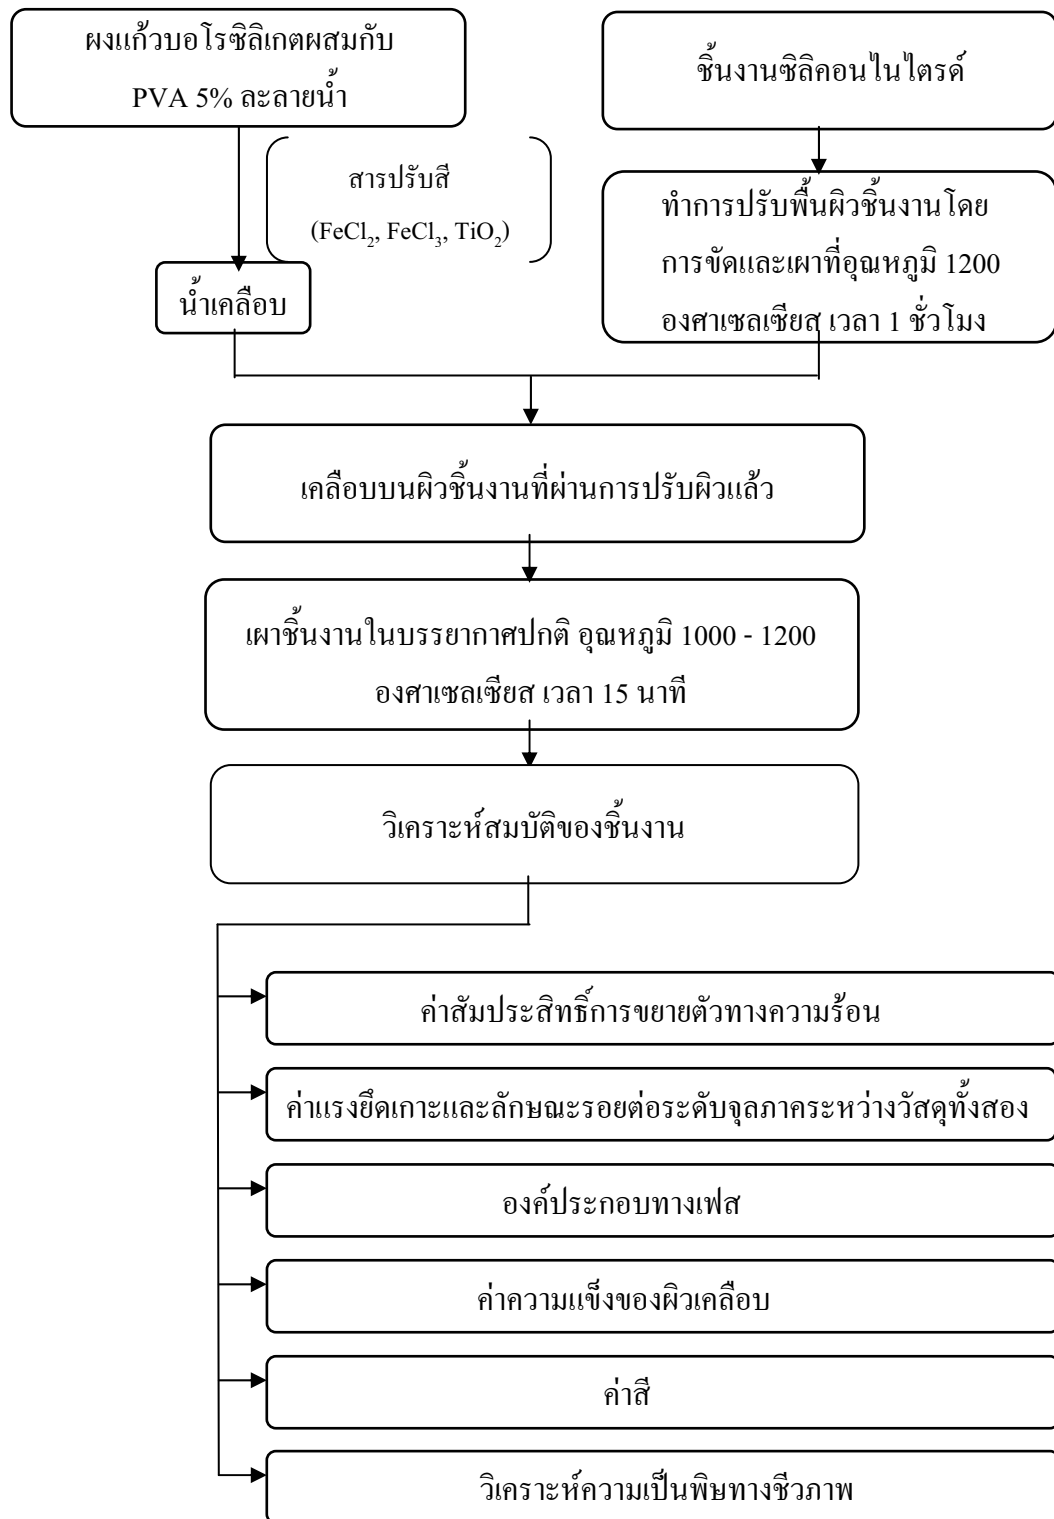 ผงแก้วบอโรซิลิเกตผสมกับ
PVA 5% ละลายน้ำ
ชิ้นงานซิลิคอนไนไตรด์
สารปรับสี
(FeCl₂, FeCl₃, TiO₂)
น้ำเคลือบ
ทำการปรับพื้นผิวชิ้นงานโดย
การขัดและเผาที่อุณหภูมิ 1200
องศาเซลเซียส เวลา 1 ชั่วโมง
เคลือบบนผิวชิ้นงานที่ผ่านการปรับผิวแล้ว
เผาชิ้นงานในบรรยากาศปกติ อุณหภูมิ 1000 - 1200
องศาเซลเซียส เวลา 15 นาที
วิเคราะห์สมบัติของชิ้นงาน
ค่าสัมประสิทธิ์การขยายตัวทางความร้อน
ค่าแรงยึดเกาะและลักษณะรอยต่อระดับจุลภาคระหว่างวัสดุทั้งสอง
องค์ประกอบทางเฟส
ค่าความแข็งของผิวเคลือบ
ค่าสี
วิเคราะห์ความเป็นพิษทางชีวภาพ